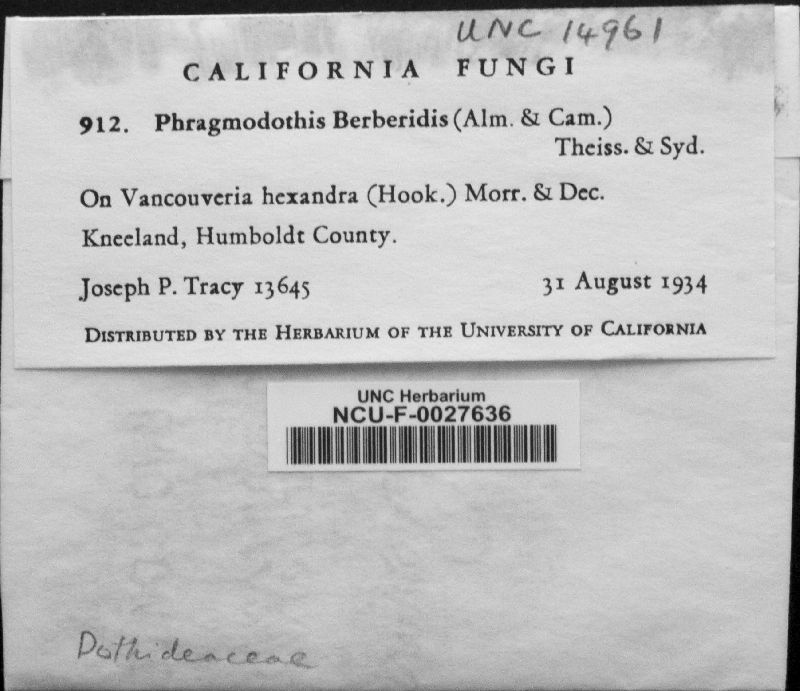 UNC 14961
CALIFORNIA FUNGI
912. Phragmodothis Berberidis (Alm. & Cam.)
Theiss. & Syd.
On Vancouveria hexandra (Hook.) Morr. & Dec.
Kneeland, Humboldt County.
Joseph P. Tracy 13645 31 August 1934
DISTRIBUTED BY THE HERBARIUM OF THE UNIVERSITY OF CALIFORNIA
UNC Herbarium
NCU-F-0027636
Dothideaceae